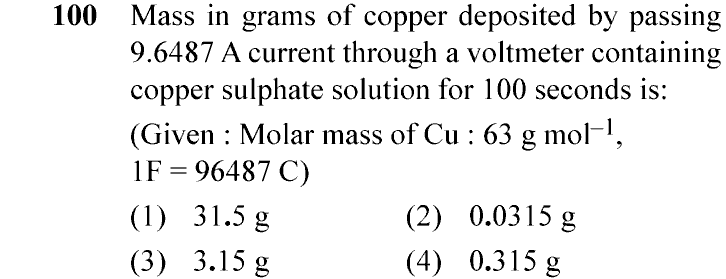 100 Mass in grams of copper deposited by passing
9.6487 A current through a voltmeter containing
copper sulphate solution for 100 seconds is:
(Given : Molar mass of Cu : 63 g mol⁻¹,
1F = 96487 C)
(1) 31.5 g (2) 0.0315 g
(3) 3.15 g (4) 0.315 g